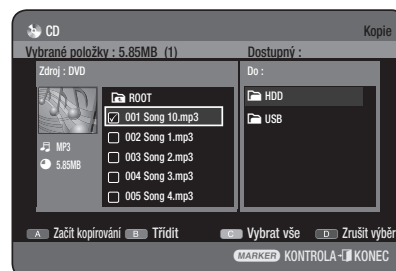 CD
Kopie
Vybrané položky : 5.85MB (1)
Dostupný :
Zdroj : DVD
Do :
ROOT
001 Song 10.mp3
002 Song 1.mp3
003 Song 2.mp3
004 Song 3.mp3
005 Song 4.mp3
MP3
5.85MB
HDD
USB
A Začít kopírování B Třídit C Vybrat vše D Zrušit výběr
MARKER KONTROLA KONEC